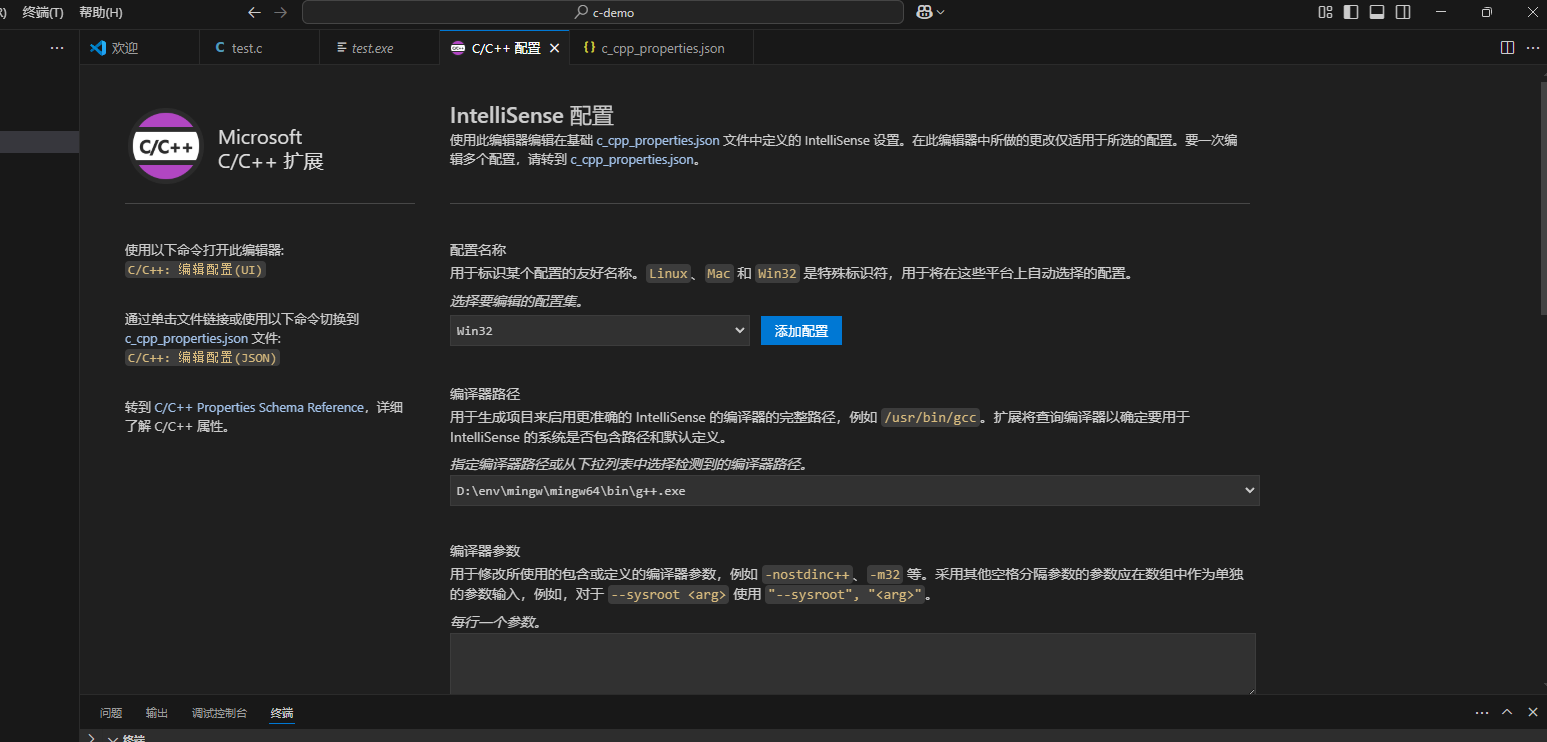 终端(T) 帮助(H) c-demo
欢迎 test.c test.exe C/C++ 配置 c_cpp_properties.json
C/C++
Microsoft
C/C++ 扩展
使用以下命令打开此编辑器:
C/C++: 编辑配置(UI)
通过单击文件链接或使用以下命令切换到
c_cpp_properties.json 文件:
C/C++: 编辑配置(JSON)
转到 C/C++ Properties Schema Reference，详细
了解 C/C++ 属性。
IntelliSense 配置
使用此编辑器编辑在基础 c_cpp_properties.json 文件中定义的 IntelliSense 设置。在此编辑器中所做的更改仅适用于所选的配置。要一次编
辑多个配置，请转到 c_cpp_properties.json。
配置名称
用于标识某个配置的友好名称。Linux、Mac 和 Win32 是特殊标识符，用于将在这些平台上自动选择的配置。
选择要编辑的配置集。
Win32 添加配置
编译器路径
用于生成项目来启用更准确的 IntelliSense 的编译器的完整路径，例如 /usr/bin/gcc。扩展将查询编译器以确定要用于
IntelliSense 的系统是否包含路径和默认定义。
指定编译器路径或从下拉列表中选择检测到的编译器路径。
D:\env\mingw\mingw64\bin\g++.exe
编译器参数
用于修改所使用的包含或定义的编译器参数，例如 -nostdinc++、-m32 等。采用其他空格分隔参数的参数应在数组中作为单独
的参数输入，例如，对于 --sysroot <arg> 使用 "--sysroot", "<arg>"。
每行一个参数。
问题 输出 调试控制台 终端
终端